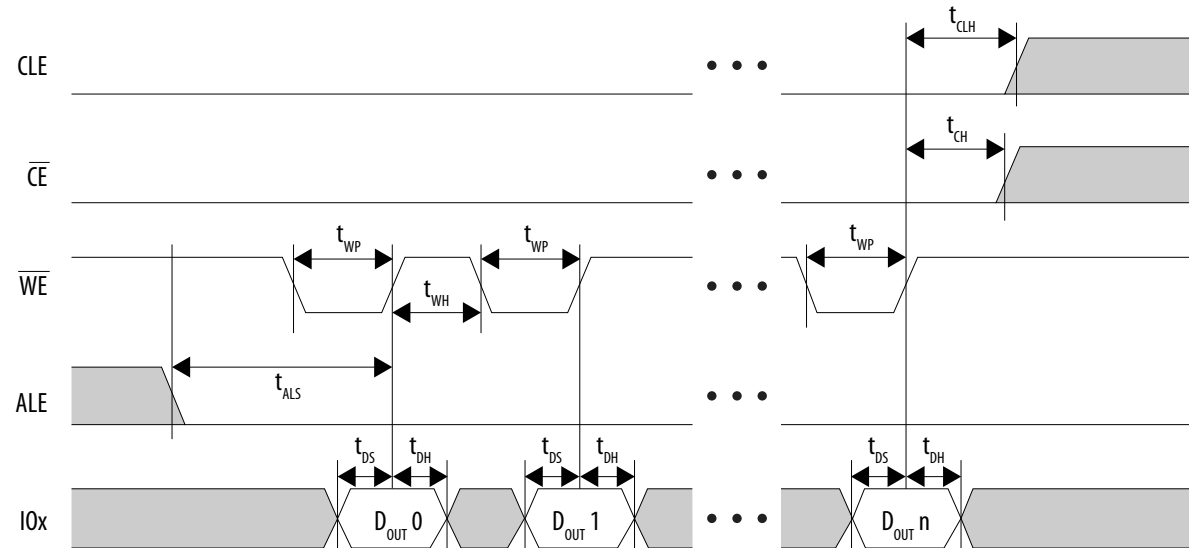 tCLH
CLE
tCH
CE
tWP tWP tWP
WE
tWH
tALS
ALE
tDS tDH tDS tDH tDS tDH
IOx DOUT 0 DOUT 1 DOUT n